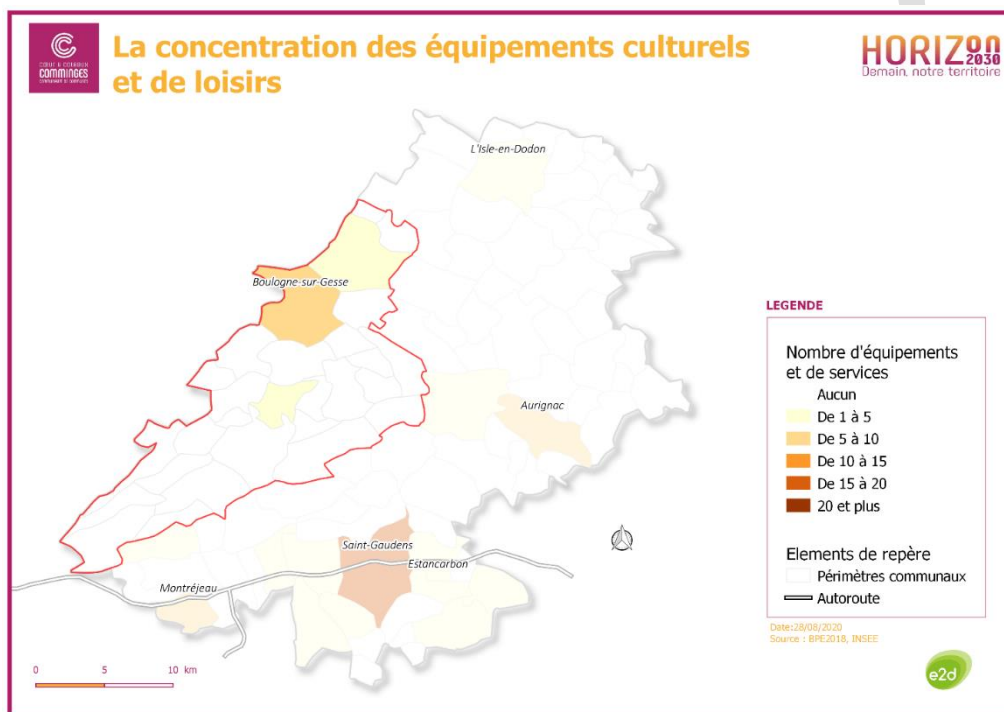 La concentration des équipements culturels
et de loisirs
COMMINGES
HORIZON
2030
Demain, notre territoire
L'Isle-en-Dodon
Boulogne-sur-Gesse
Aurignac
Saint-Gaudens
Estancarbon
Montréjeau
LEGENDE
Nombre d'équipements
et de services
Aucun
De 1 à 5
De 5 à 10
De 10 à 15
De 15 à 20
20 et plus
Elements de repère
Périmètres communaux
Autoroute
Date:28/08/2020
Source : BPE2018, INSEE
0 5 10 km
e2d